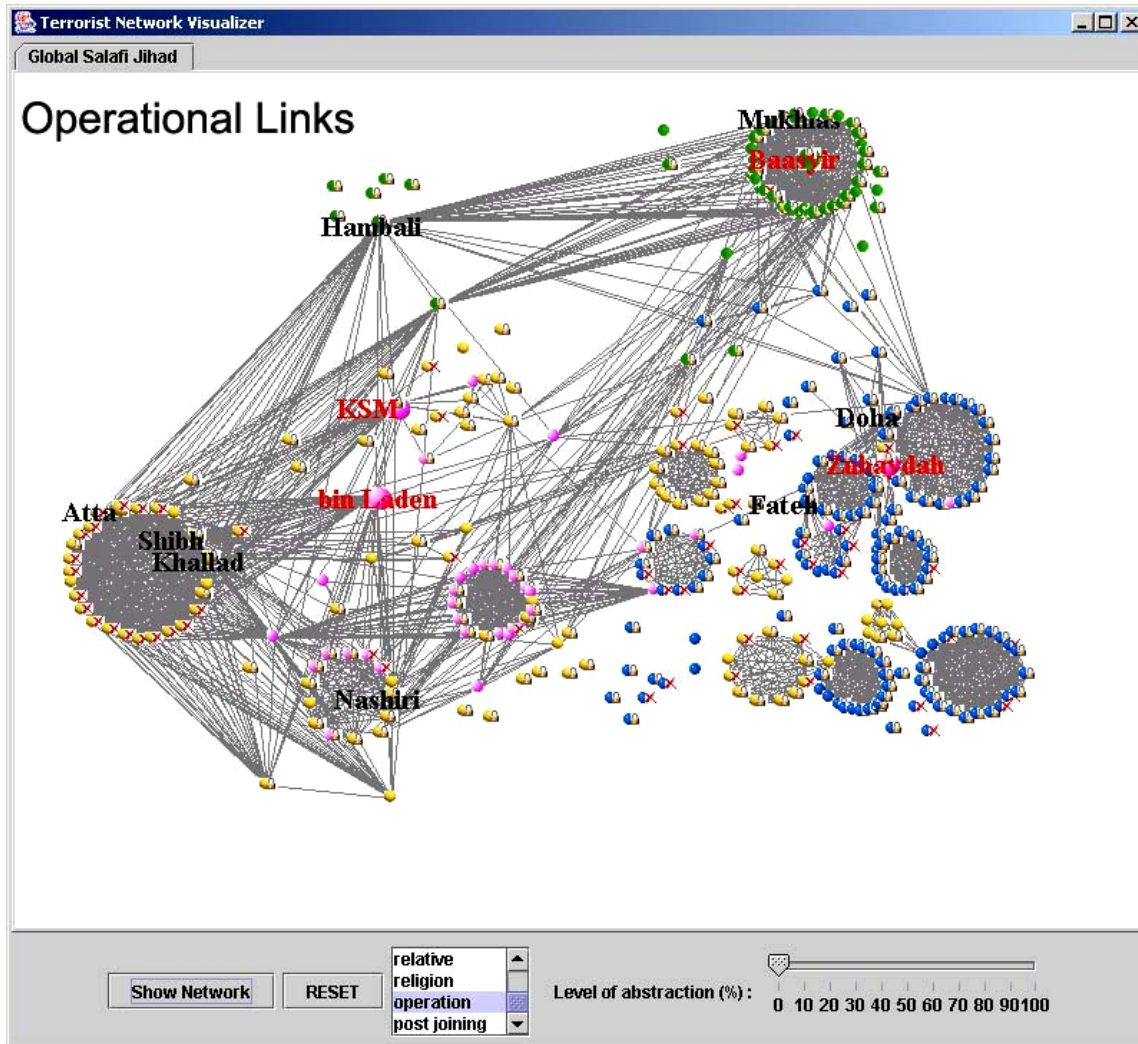 Terrorist Network Visualizer
Global Salafi Jihad
Operational Links
Mukhlas
Baasyir
Hambali
KSM
Doha
Zubaydah
bin Laden
Fateh
Atta
Shibh
Khallad
Nashiri
relative
religion
operation
post joining
Show Network
RESET
Level of abstraction (%) :
0 10 20 30 40 50 60 70 80 90100